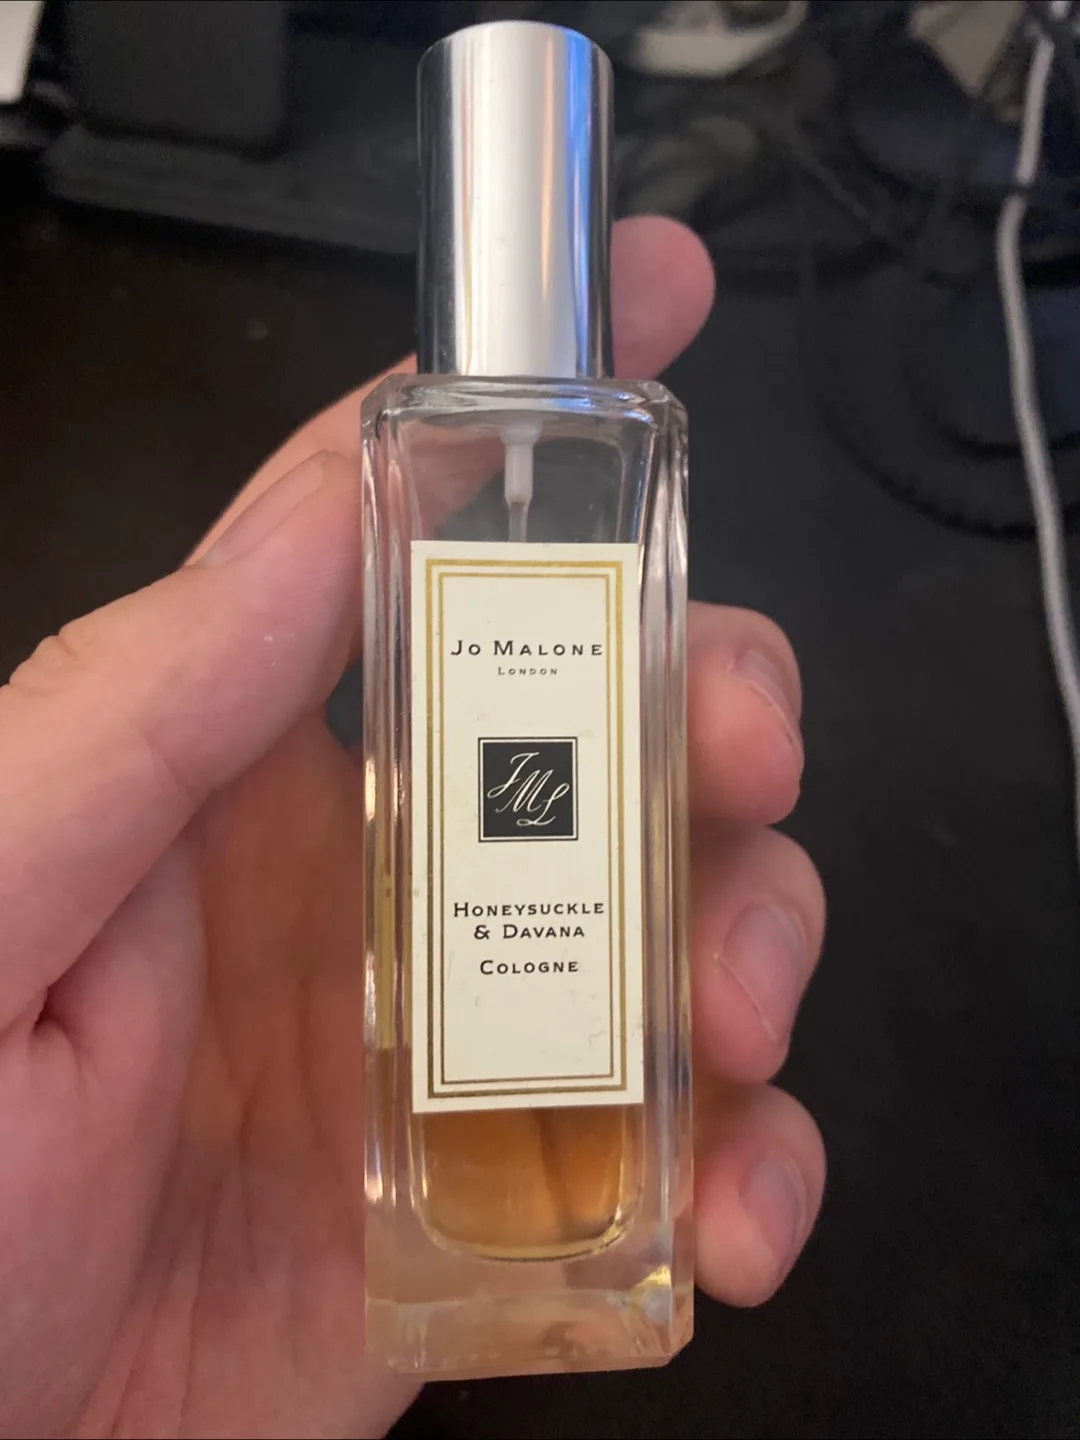 Jo Malone
London
JML
Honeysuckle
& Davana
Cologne